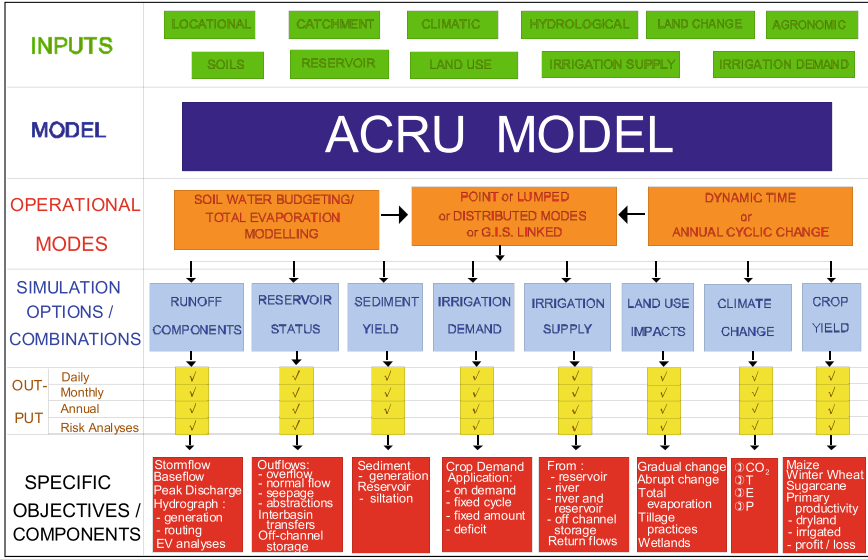 INPUTS
LOCATIONAL
CATCHMENT
CLIMATIC
HYDROLOGICAL
LAND CHANGE
AGRONOMIC
SOILS
RESERVOIR
LAND USE
IRRIGATION SUPPLY
IRRIGATION DEMAND
MODEL
ACRU MODEL
OPERATIONAL
MODES
SOIL WATER BUDGETING/
TOTAL EVAPORATION
MODELLING
POINT or LUMPED
or DISTRIBUTED MODES
or G.I.S. LINKED
DYNAMIC TIME
or
ANNUAL CYCLIC CHANGE
SIMULATION
OPTIONS /
COMBINATIONS
RUNOFF
COMPONENTS
RESERVOIR
STATUS
SEDIMENT
YIELD
IRRIGATION
DEMAND
IRRIGATION
SUPPLY
LAND USE
IMPACTS
CLIMATE
CHANGE
CROP
YIELD
OUT-
PUT
Daily
√ √ √ √ √ √ √ √
Monthly
√ √ √ √ √ √ √ √
Annual
√ √ √ √ √ √ √ √
Risk Analyses
√ √ √ √ √ √ √
SPECIFIC
OBJECTIVES /
COMPONENTS
Stormflow
Baseflow
Peak Discharge
Hydrograph :
- generation
- routing
EV analyses
Outflows:
- overflow
- normal flow
- seepage
- abstractions
Interbasin
transfers
Off-channel
storage
Sediment
- generation
Reservoir
- siltation
Crop Demand
Application:
- on demand
- fixed cycle
- fixed amount
- deficit
From :
- reservoir
- river
- river and
reservoir
- off channel
storage
Return flows
Gradual change
Abrupt change
Total
evaporation
Tillage
practices
Wetlands
CO₂
T
E
P
Maize
Winter Wheat
Sugarcane
Primary
productivity
- dryland
- irrigated
- profit / loss